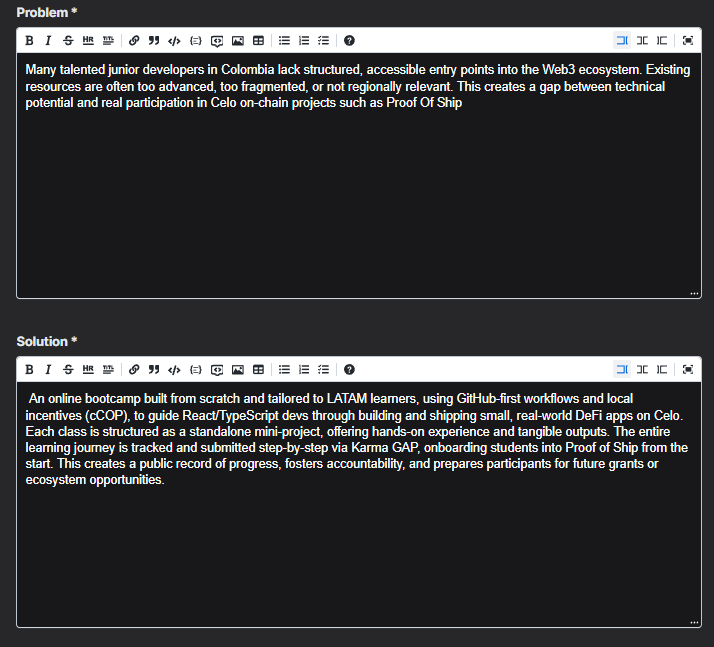 Problem *
B I S HR TtTtTt
Many talented junior developers in Colombia lack structured, accessible entry points into the Web3 ecosystem. Existing
resources are often too advanced, too fragmented, or not regionally relevant. This creates a gap between technical
potential and real participation in Celo on-chain projects such as Proof Of Ship
Solution *
B I S HR TtTtTt
An online bootcamp built from scratch and tailored to LATAM learners, using GitHub-first workflows and local
incentives (cCOP), to guide React/TypeScript devs through building and shipping small, real-world DeFi apps on Celo.
Each class is structured as a standalone mini-project, offering hands-on experience and tangible outputs. The entire
learning journey is tracked and submitted step-by-step via Karma GAP, onboarding students into Proof of Ship from the
start. This creates a public record of progress, fosters accountability, and prepares participants for future grants or
ecosystem opportunities.